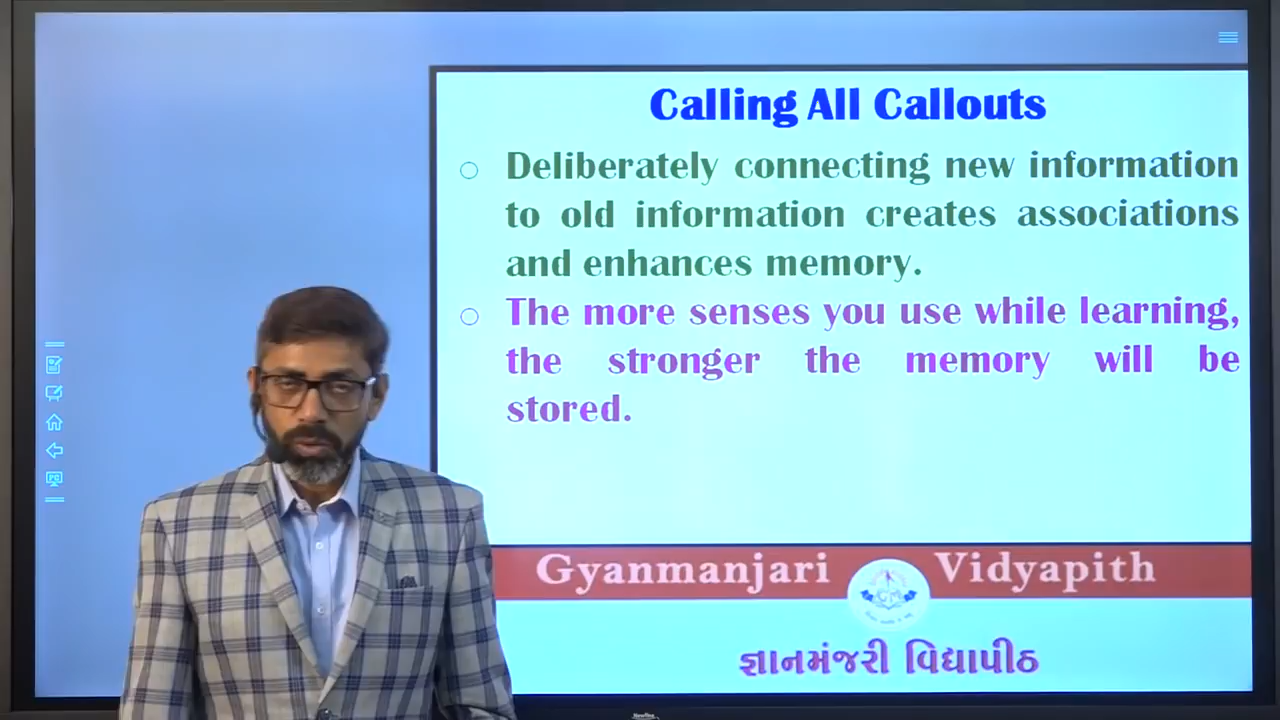 Calling All Callouts
Deliberately connecting new information
to old information creates associations
and enhances memory.
The more senses you use while learning,
the stronger the memory will be
stored.
Gyanmanjari Vidyapith
જ્ઞાનમંજરી વિદ્યાપીઠ